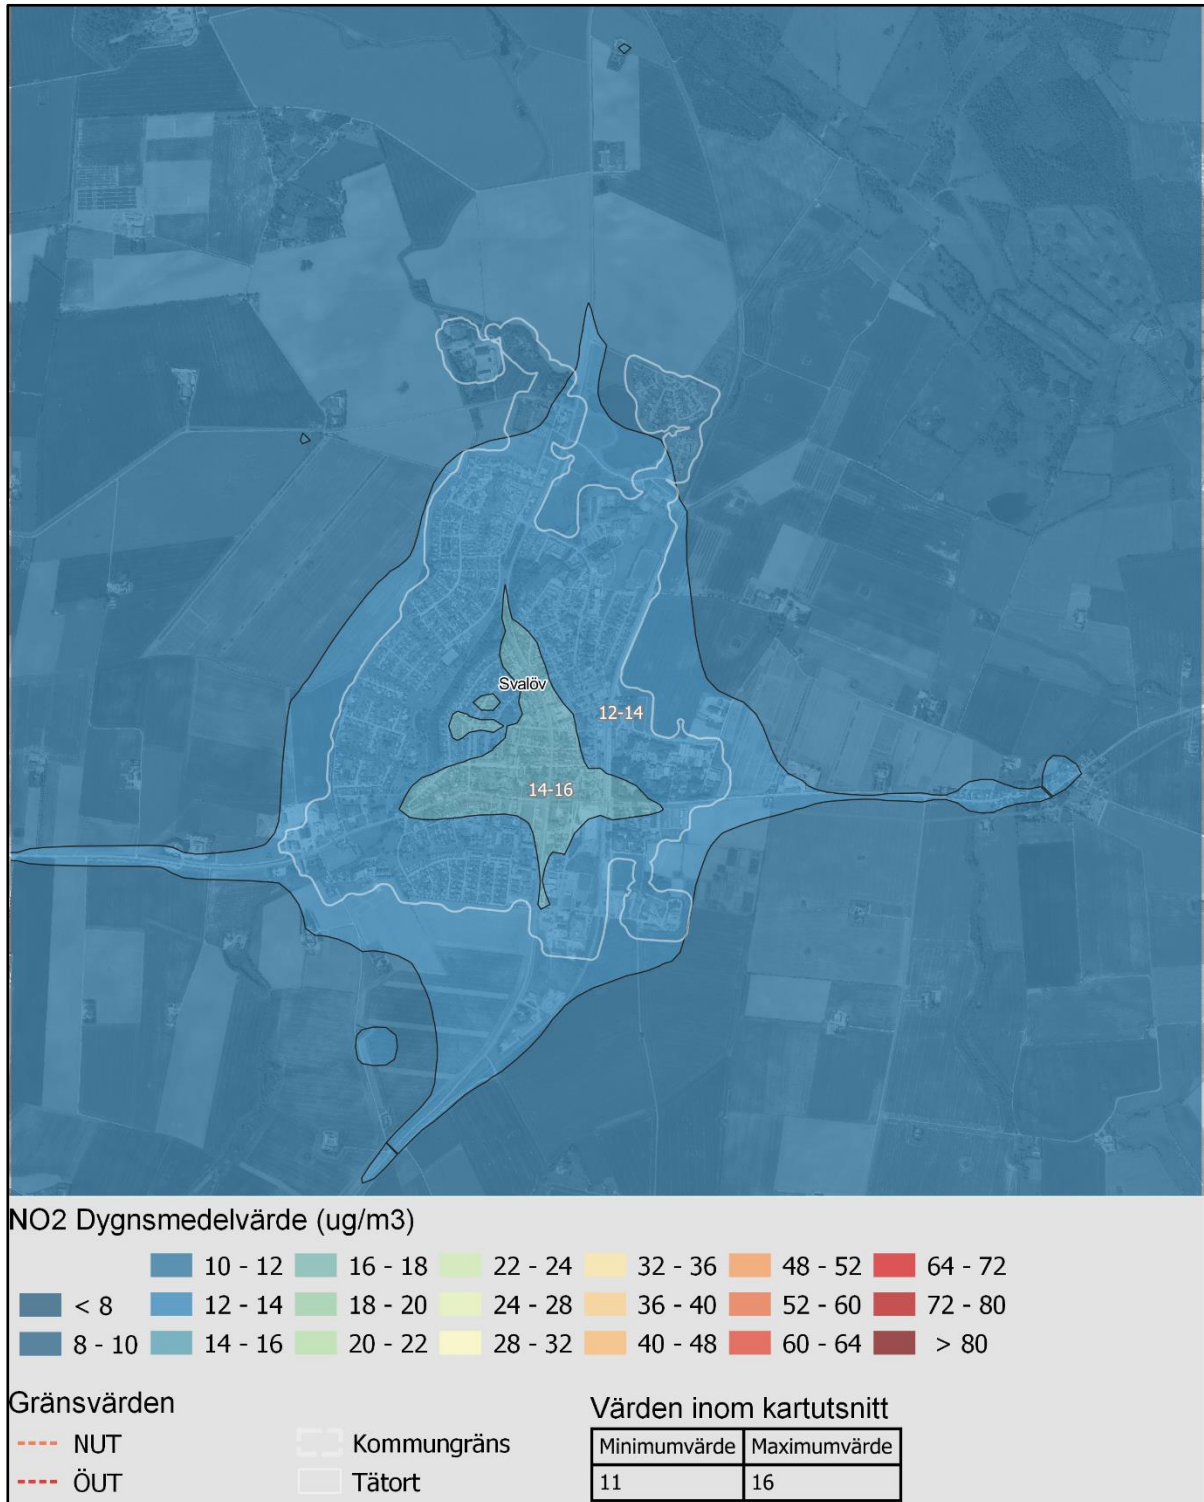 Svalöv
12-14
14-16
NO2 Dygnsmedelvärde (ug/m3)
10 - 12 16 - 18 22 - 24 32 - 36 48 - 52 64 - 72
< 8 12 - 14 18 - 20 24 - 28 36 - 40 52 - 60 72 - 80
8 - 10 14 - 16 20 - 22 28 - 32 40 - 48 60 - 64 > 80
Gränsvärden
NUT
ÖUT
Kommungräns
Tätort
Värden inom kartutsnitt
Minimumvärde Maximumvärde
11 16